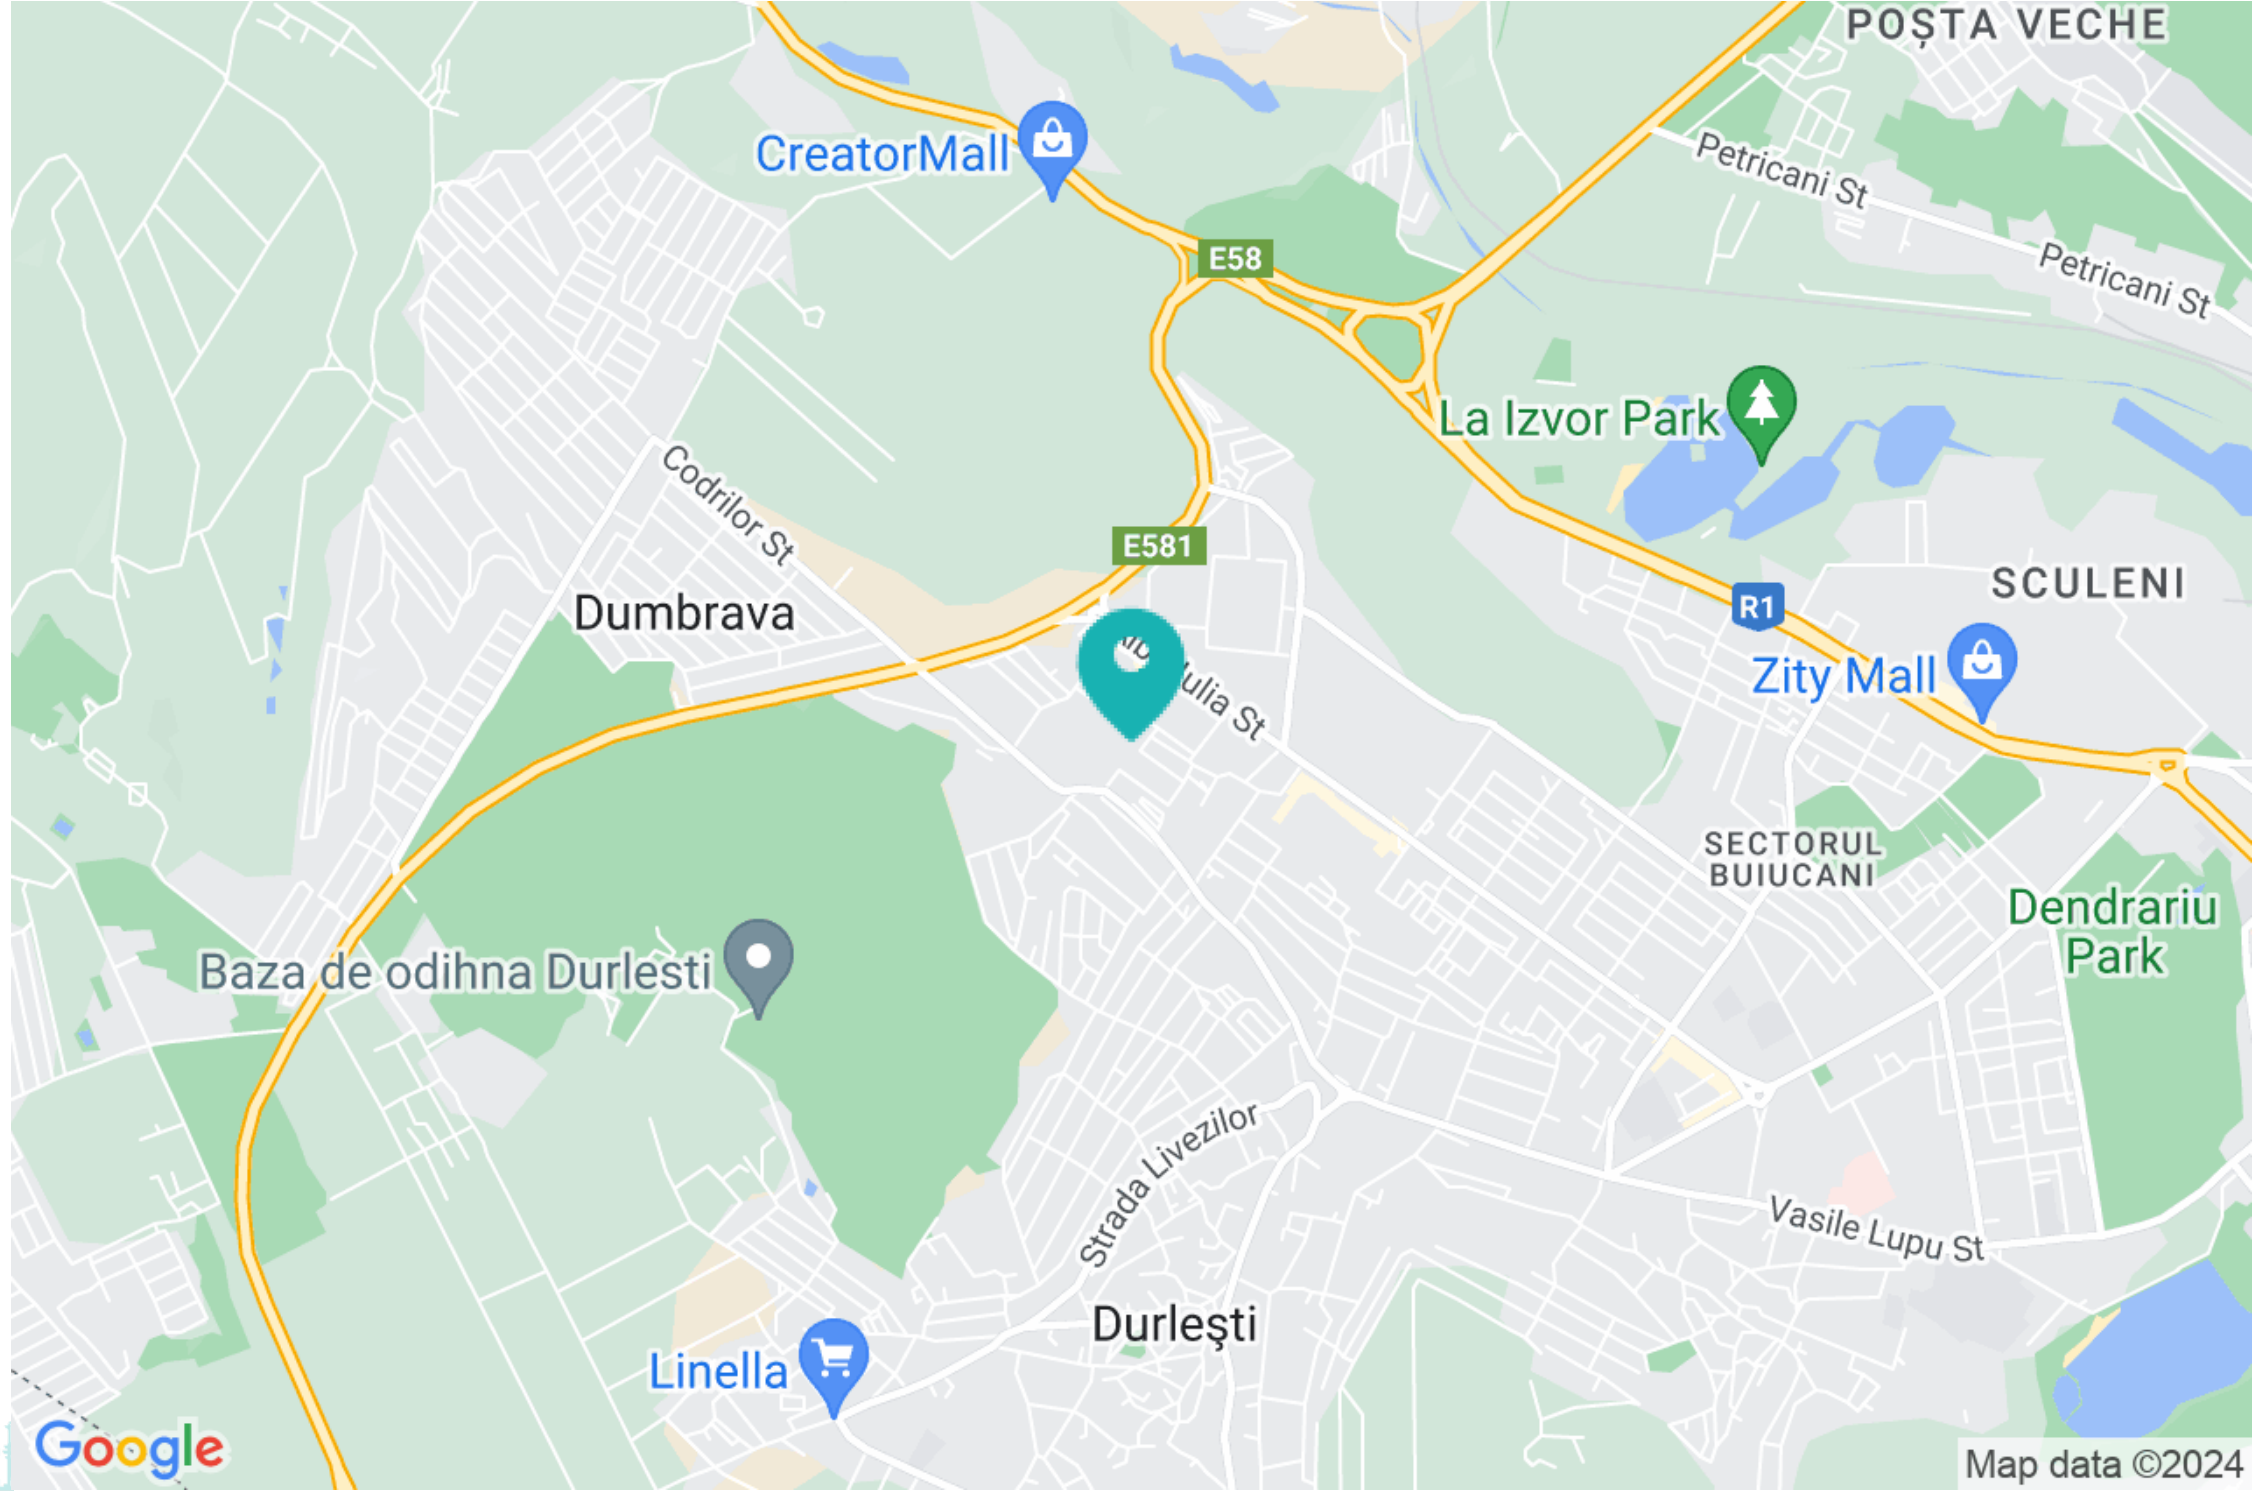 POȘTA VECHE
CreatorMall
Petricani St
E58
Petricani St
La Izvor Park
Codrilor St
E581
SCULENI
R1
Dumbrava
Iulia St
Zity Mall
SECTORUL
BUIUCANI
Dendrariu
Park
Baza de odihna Durlesti
Strada Livezilor
Vasile Lupu St
Durleşti
Linella
Google
Map data ©2024